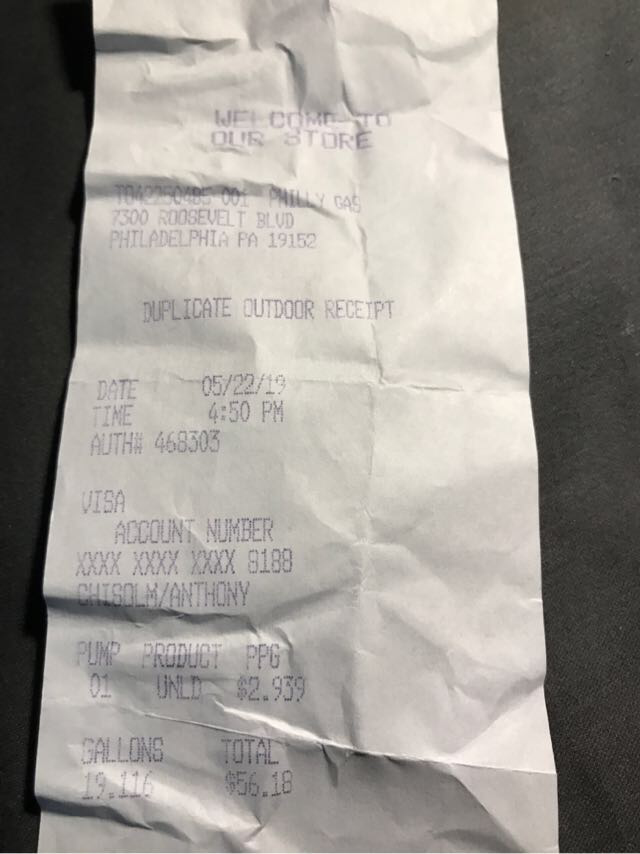 WELCOME TO
OUR STORE
T042250485-001 PHILLY GAS
7300 ROOSEVELT BLVD
PHILADELPHIA PA 19152
DUPLICATE OUTDOOR RECEIPT
DATE 05/22/19
TIME 4:50 PM
AUTH# 468303
VISA
ACCOUNT NUMBER
XXXX XXXX XXXX 8188
CHISOLM/ANTHONY
PUMP PRODUCT PPG
01 UNLD $2.939
GALLONS TOTAL
19.116 $56.18